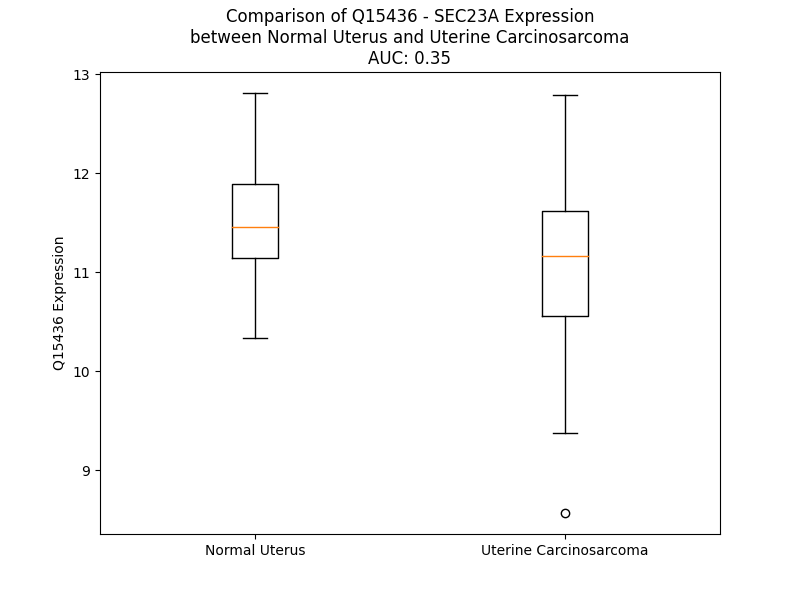 Comparison of Q15436 - SEC23A Expression
between Normal Uterus and Uterine Carcinosarcoma
AUC: 0.35
13
12
11
10
9
Q15436 Expression
Normal Uterus
Uterine Carcinosarcoma